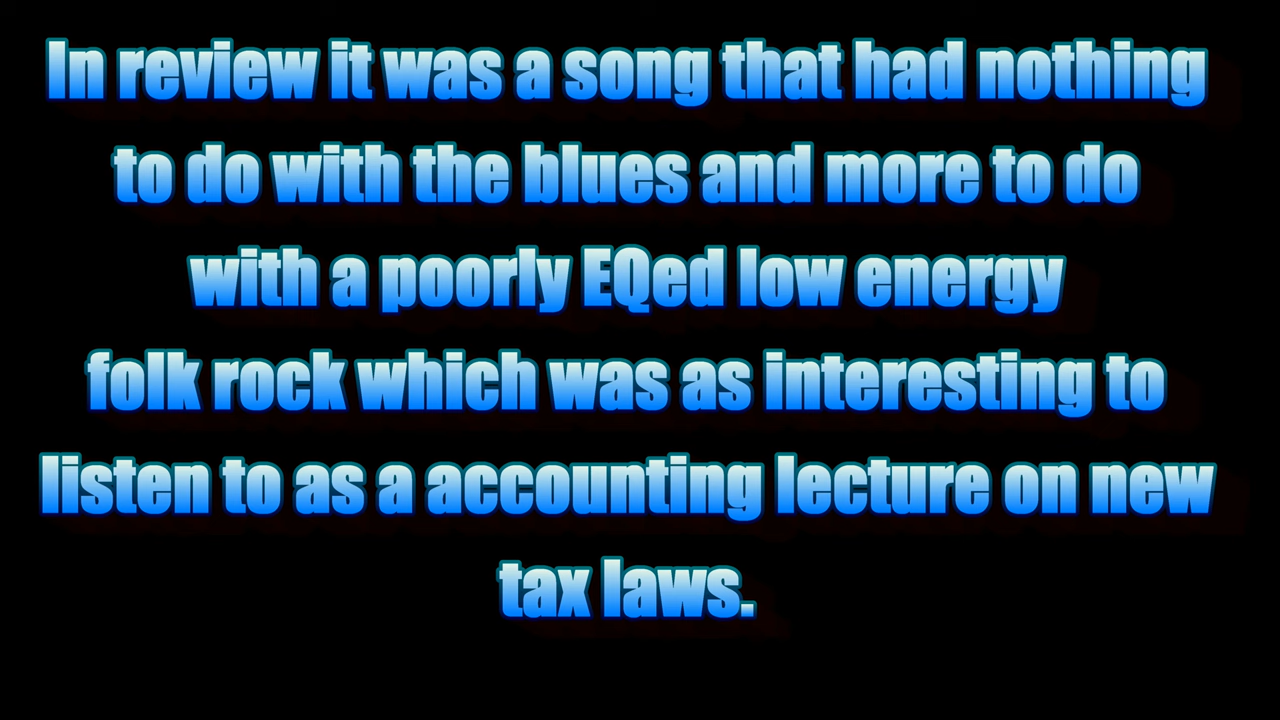 In review it was a song that had nothing
to do with the blues and more to do
with a poorly EQed low energy
folk rock which was as interesting to
listen to as a accounting lecture on new
tax laws.